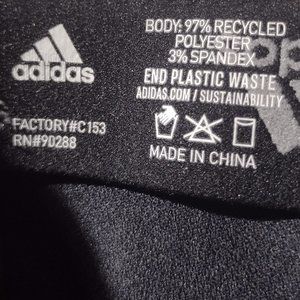 adidas
FACTORY#C153
RN#90288
BODY: 97% RECYCLED
POLYESTER
3% SPANDEX
END PLASTIC WASTE
ADIDAS.COM / SUSTAINABILITY
MADE IN CHINA